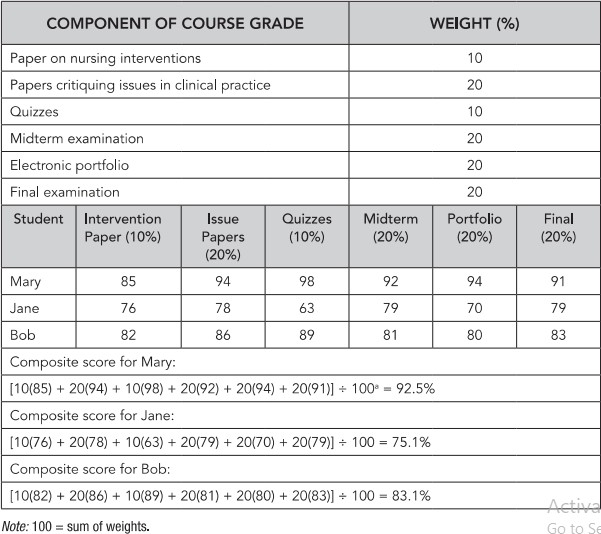 COMPONENT OF COURSE GRADE WEIGHT (%)
Paper on nursing interventions 10
Papers critiquing issues in clinical practice 20
Quizzes 10
Midterm examination 20
Electronic portfolio 20
Final examination 20
Student Intervention Paper (10%) Issue Papers (20%) Quizzes (10%) Midterm (20%) Portfolio (20%) Final (20%)
Mary 85 94 98 92 94 91
Jane 76 78 63 79 70 79
Bob 82 86 89 81 80 83
Composite score for Mary:
[10(85) + 20(94) + 10(98) + 20(92) + 20(94) + 20(91)] ÷ 100ª = 92.5%
Composite score for Jane:
[10(76) + 20(78) + 10(63) + 20(79) + 20(70) + 20(79)] ÷ 100 = 75.1%
Composite score for Bob:
[10(82) + 20(86) + 10(89) + 20(81) + 20(80) + 20(83)] ÷ 100 = 83.1%
Note: 100 = sum of weights.
Activa
Go to Se